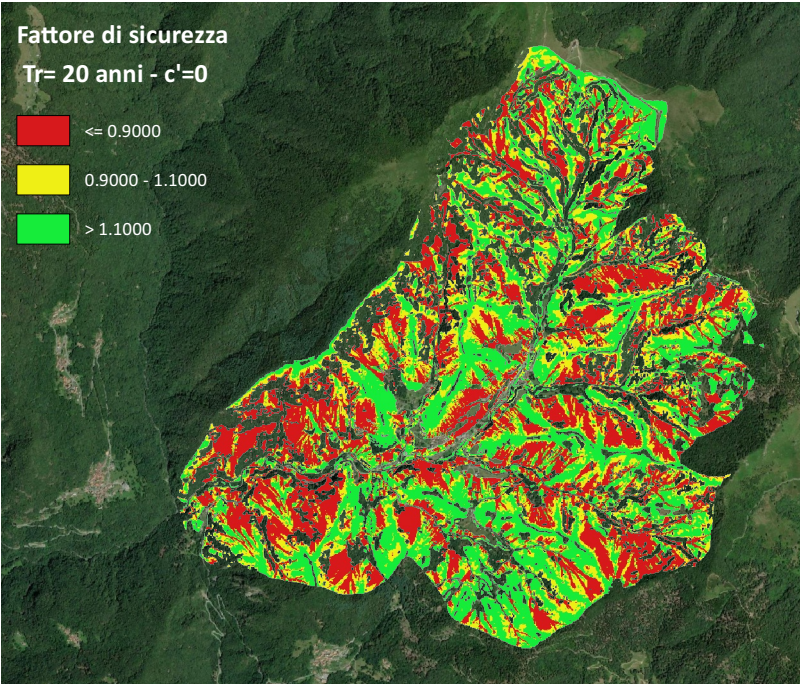 Fattore di sicurezza
Tr= 20 anni - c'=0
<= 0.9000
0.9000 - 1.1000
> 1.1000